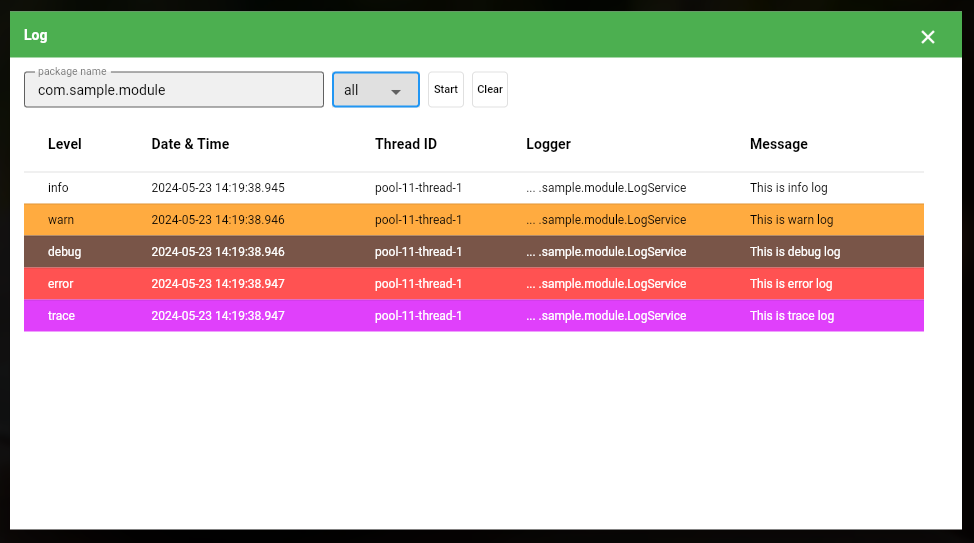 Log
package name
com.sample.module all Start Clear
Level Date & Time Thread ID Logger Message
info 2024-05-23 14:19:38.945 pool-11-thread-1 ... .sample.module.LogService This is info log
warn 2024-05-23 14:19:38.946 pool-11-thread-1 ... .sample.module.LogService This is warn log
debug 2024-05-23 14:19:38.946 pool-11-thread-1 ... .sample.module.LogService This is debug log
error 2024-05-23 14:19:38.947 pool-11-thread-1 ... .sample.module.LogService This is error log
trace 2024-05-23 14:19:38.947 pool-11-thread-1 ... .sample.module.LogService This is trace log